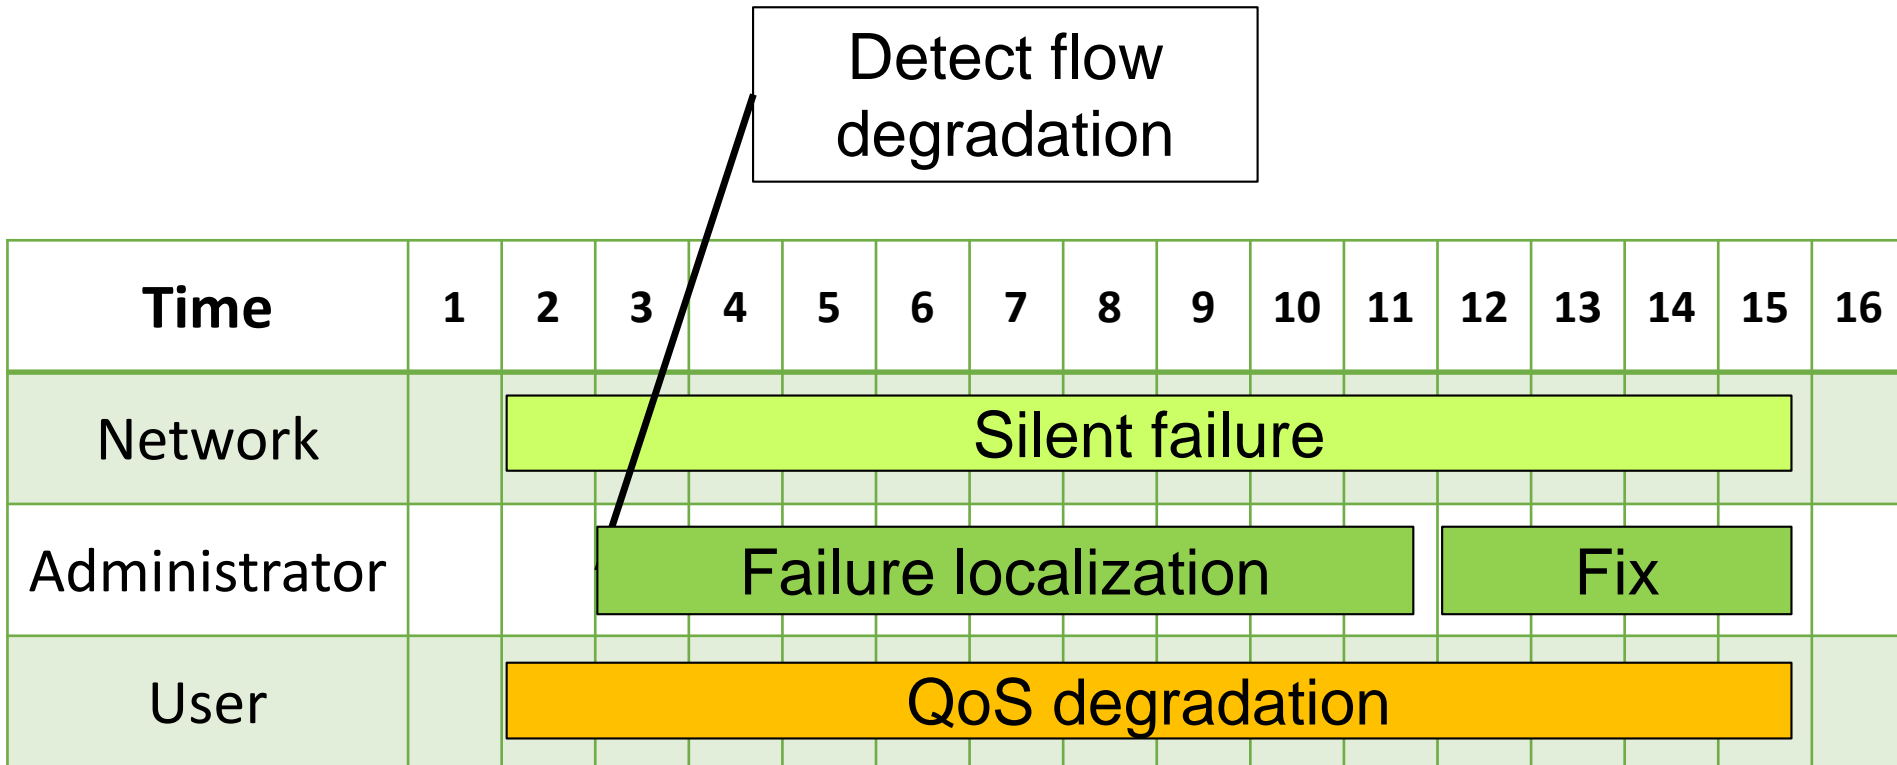 Detect flow
degradation
Time 1 2 3 4 5 6 7 8 9 10 11 12 13 14 15 16
Network Silent failure
Administrator Failure localization Fix
User QoS degradation